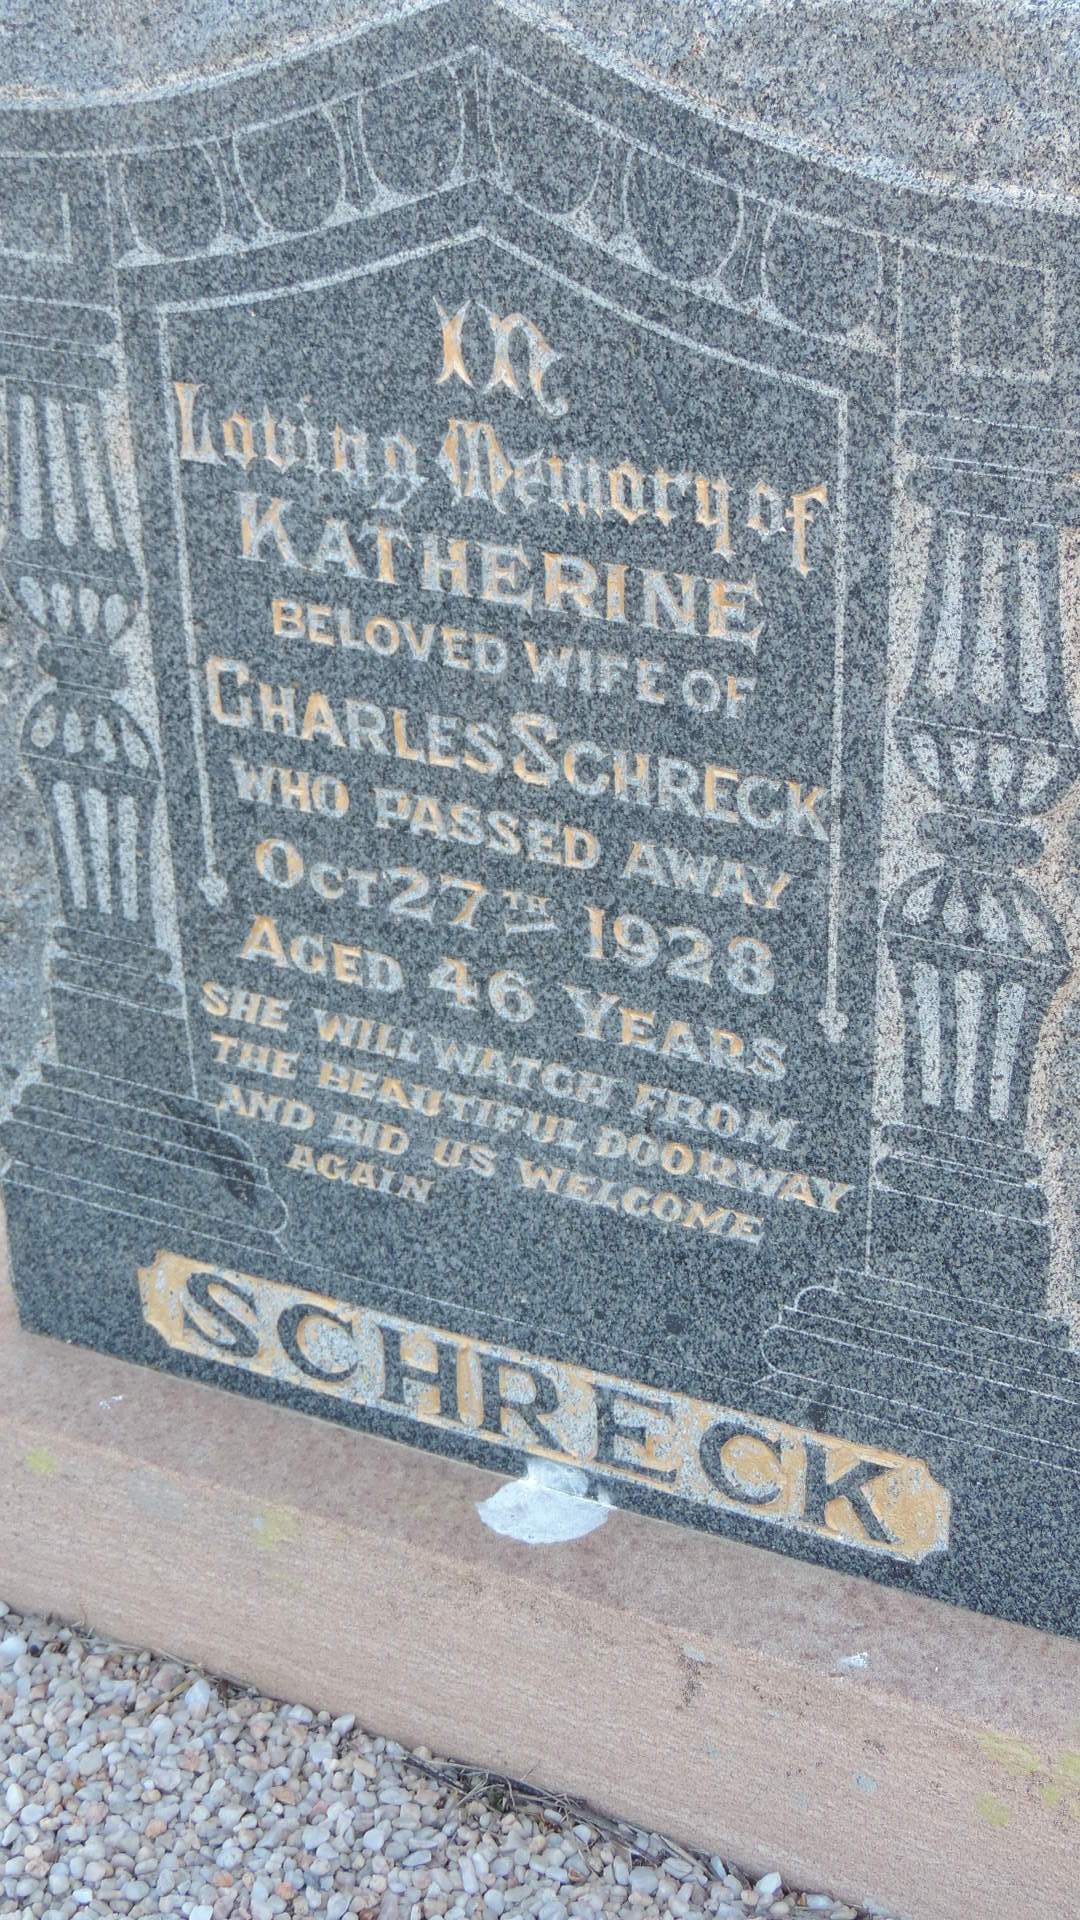 In
Loving Memory of
KATHERINE
BELOVED WIFE OF
CHARLES SCHRECK
WHO PASSED AWAY
OCT 27TH 1928
AGED 46 YEARS
SHE WILL WATCH FROM
THE BEAUTIFUL DOORWAY
AND BID US WELCOME
AGAIN
SCHRECK